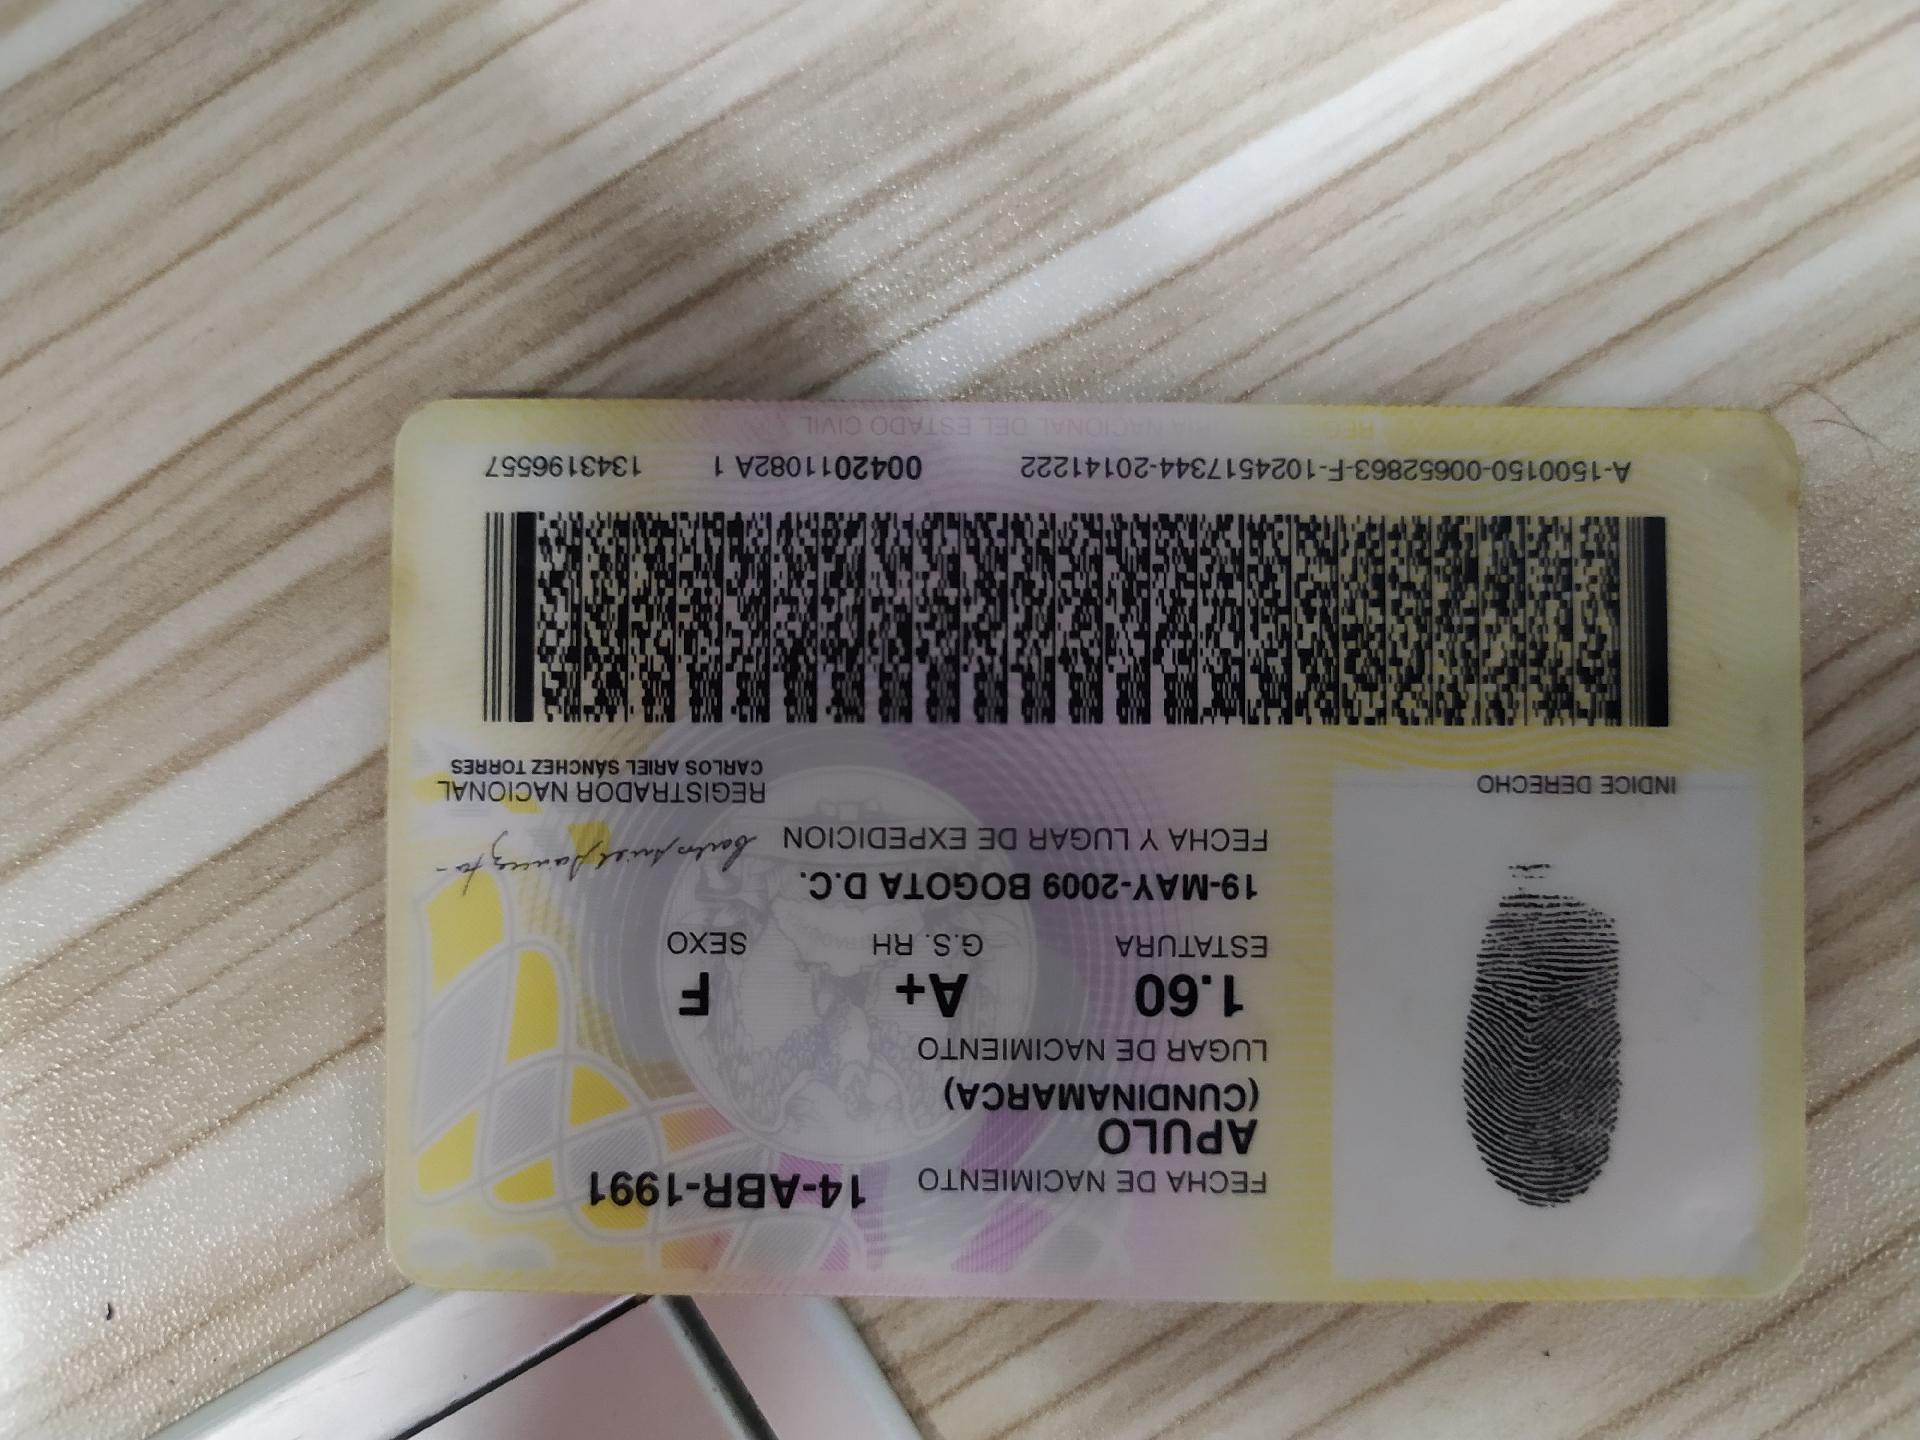 FECHA DE NACIMIENTO 14-ABR-1991
APULO
(CUNDINAMARCA)
LUGAR DE NACIMIENTO
1.60 A+ F
ESTATURA G.S. RH SEXO
19-MAY-2009 BOGOTA D.C.
FECHA Y LUGAR DE EXPEDICION
INDICE DERECHO
REGISTRADOR NACIONAL
CARLOS ARIEL SÁNCHEZ TORRES
A-1500150-00652863-F-1024517344-20141222 0042011082A 1 1343196557
NACIONAL DEL ESTADO CIVIL